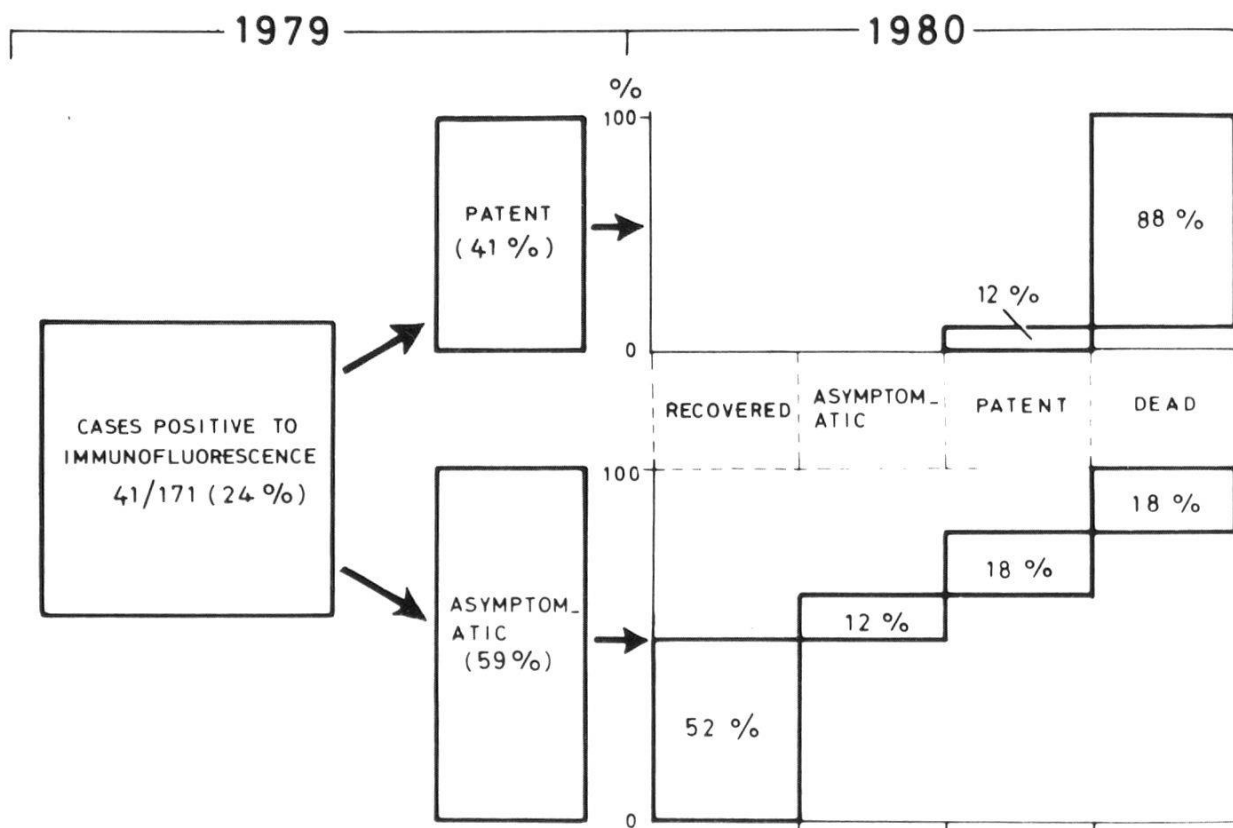 1979
1980
%
100
PATENT
(41 %)
88 %
12 %
0
CASES POSITIVE TO
IMMUNOFLUORESCENCE
41/171 (24 %)
RECOVERED
ASYMPTOM_
ATIC
PATENT
DEAD
100
ASYMPTOM_
ATIC
(59 %)
18 %
18 %
12 %
52 %
0